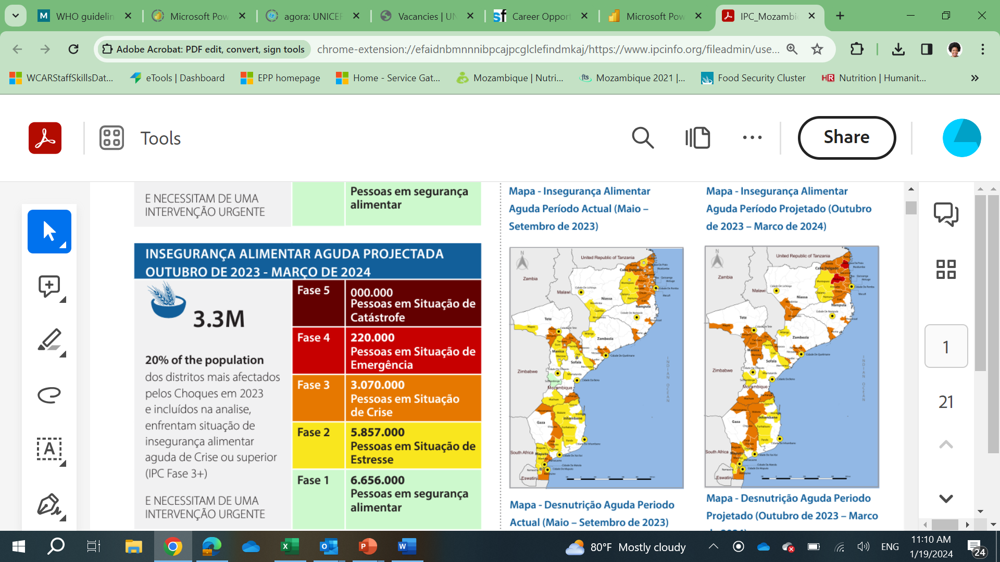 WHO guidelin
Microsoft Pow
agora: UNICEF
Vacancies | UN
Career Opport
Microsoft Pow
IPC_Mozambi
Adobe Acrobat: PDF edit, convert, sign tools
chrome-extension://efaidnbmnnnibpcajpcglclefindmkaj/https://www.ipcinfo.org/fileadmin/use...
WCARStaffSkillsDat...
eTools | Dashboard
EPP homepage
Home - Service Gat...
Mozambique | Nutri...
fts
Mozambique 2021 |...
Food Security Cluster
HR
Nutrition | Humanit...
Tools
Share
E NECESSITAM DE UMA
INTERVENÇÃO URGENTE
Pessoas em segurança
alimentar
INSEGURANÇA ALIMENTAR AGUDA PROJECTADA
OUTUBRO DE 2023 - MARÇO DE 2024
3.3M
20% of the population
dos distritos mais afectados
pelos Choques em 2023
e incluídos na analise,
enfrentam situação de
insegurança alimentar
aguda de Crise ou superior
(IPC Fase 3+)
E NECESSITAM DE UMA
INTERVENÇÃO URGENTE
Fase 5
000.000
Pessoas em Situação de
Catástrofe
Fase 4
220.000
Pessoas em Situação de
Emergência
Fase 3
3.070.000
Pessoas em Situação
de Crise
Fase 2
5.857.000
Pessoas em Situação de
Estresse
Fase 1
6.656.000
Pessoas em segurança
alimentar
Mapa - Insegurança Alimentar
Aguda Período Actual (Maio –
Setembro de 2023)
N
United Republic of Tanzania
Zambia
Cabo Delgado
Malawi
Niassa
Nampula
Tete
Zambezia
Manica
Sofala
Zimbabwe
Mozambique
Gaza
Inhambane
South Africa
Maputo
Eswatini
INDIAN OCEAN
Mapa - Insegurança Alimentar
Aguda Período Projetado (Outubro
de 2023 – Marco de 2024)
N
United Republic of Tanzania
Zambia
Cabo Delgado
Malawi
Niassa
Nampula
Tete
Zambezia
Manica
Sofala
Zimbabwe
Mozambique
Gaza
Inhambane
South Africa
Maputo
Eswatini
INDIAN OCEAN
Mapa - Desnutrição Aguda Periodo
Actual (Maio – Setembro de 2023)
Mapa - Desnutrição Aguda Periodo
Projetado (Outubro de 2023 – Marco
1
21
80°F Mostly cloudy
ENG
11:10 AM
1/19/2024
24